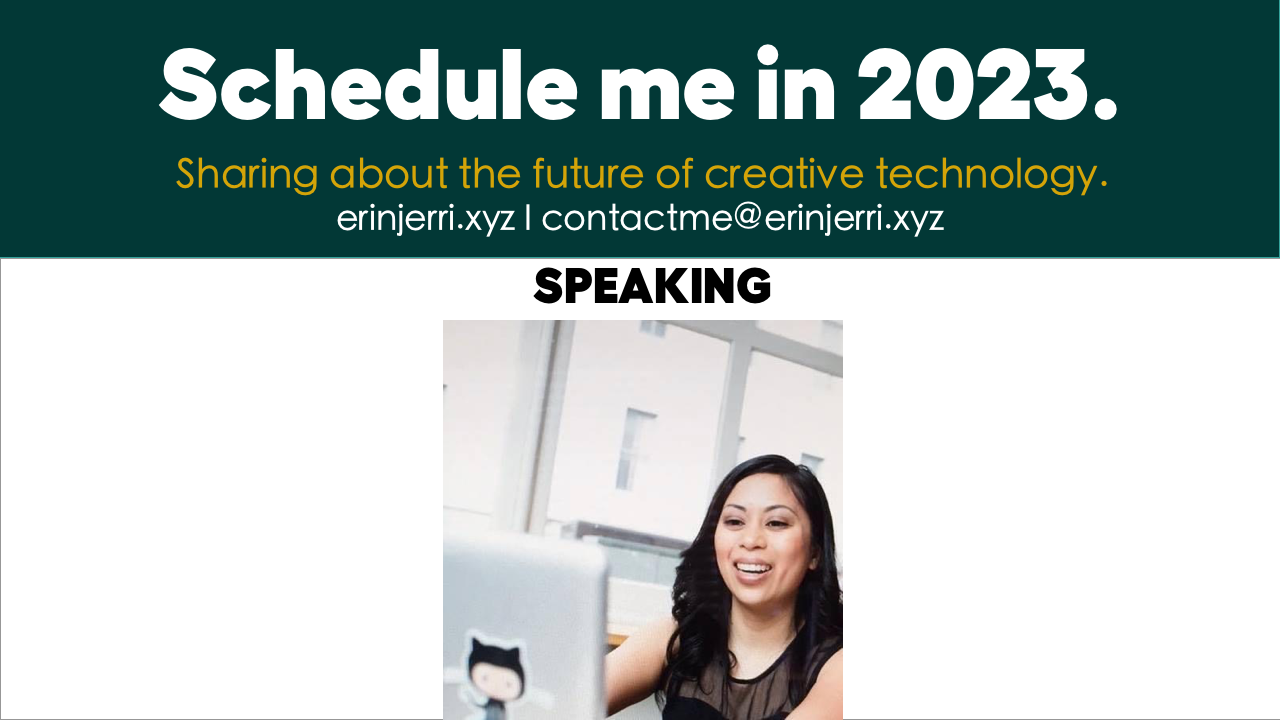 Schedule me in 2023.
Sharing about the future of creative technology.
erinjerri.xyz | contactme@erinjerri.xyz
SPEAKING